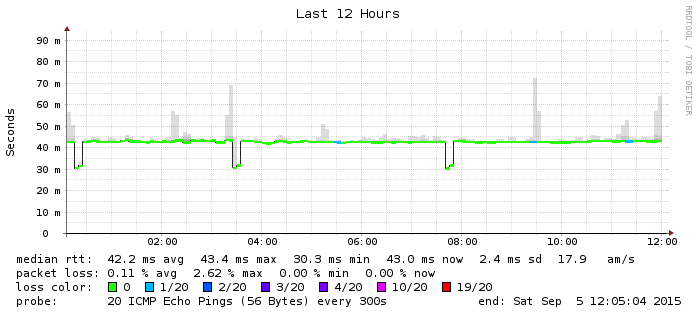 Last 12 Hours
RRDTOOL / TOBI OETIKER
Seconds
90 m
80 m
70 m
60 m
50 m
40 m
30 m
20 m
10 m
0
02:00 04:00 06:00 08:00 10:00 12:00
median rtt: 42.2 ms avg 43.4 ms max 30.3 ms min 43.0 ms now 2.4 ms sd 17.9 am/s
packet loss: 0.11 % avg 2.62 % max 0.00 % min 0.00 % now
loss color: 0 1/20 2/20 3/20 4/20 10/20 19/20
probe: 20 ICMP Echo Pings (56 Bytes) every 300s end: Sat Sep 5 12:05:04 2015